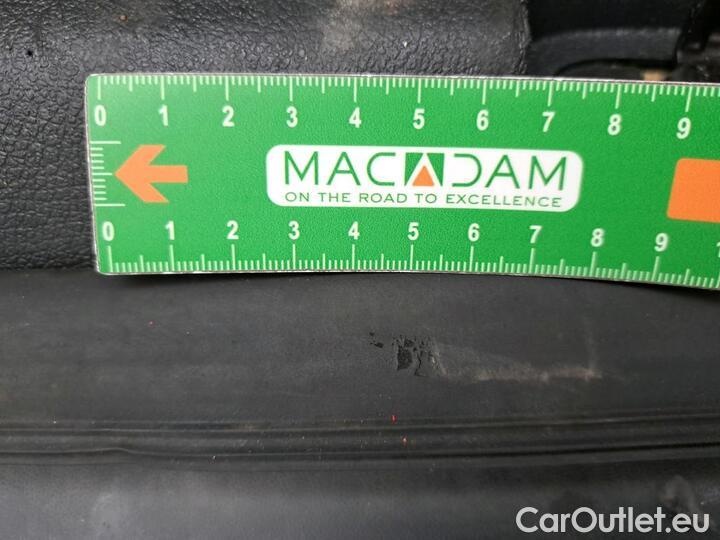 0 1 2 3 4 5 6 7 8 9
MACADAM
ON THE ROAD TO EXCELLENCE
0 1 2 3 4 5 6 7 8 9
CarOutlet.eu